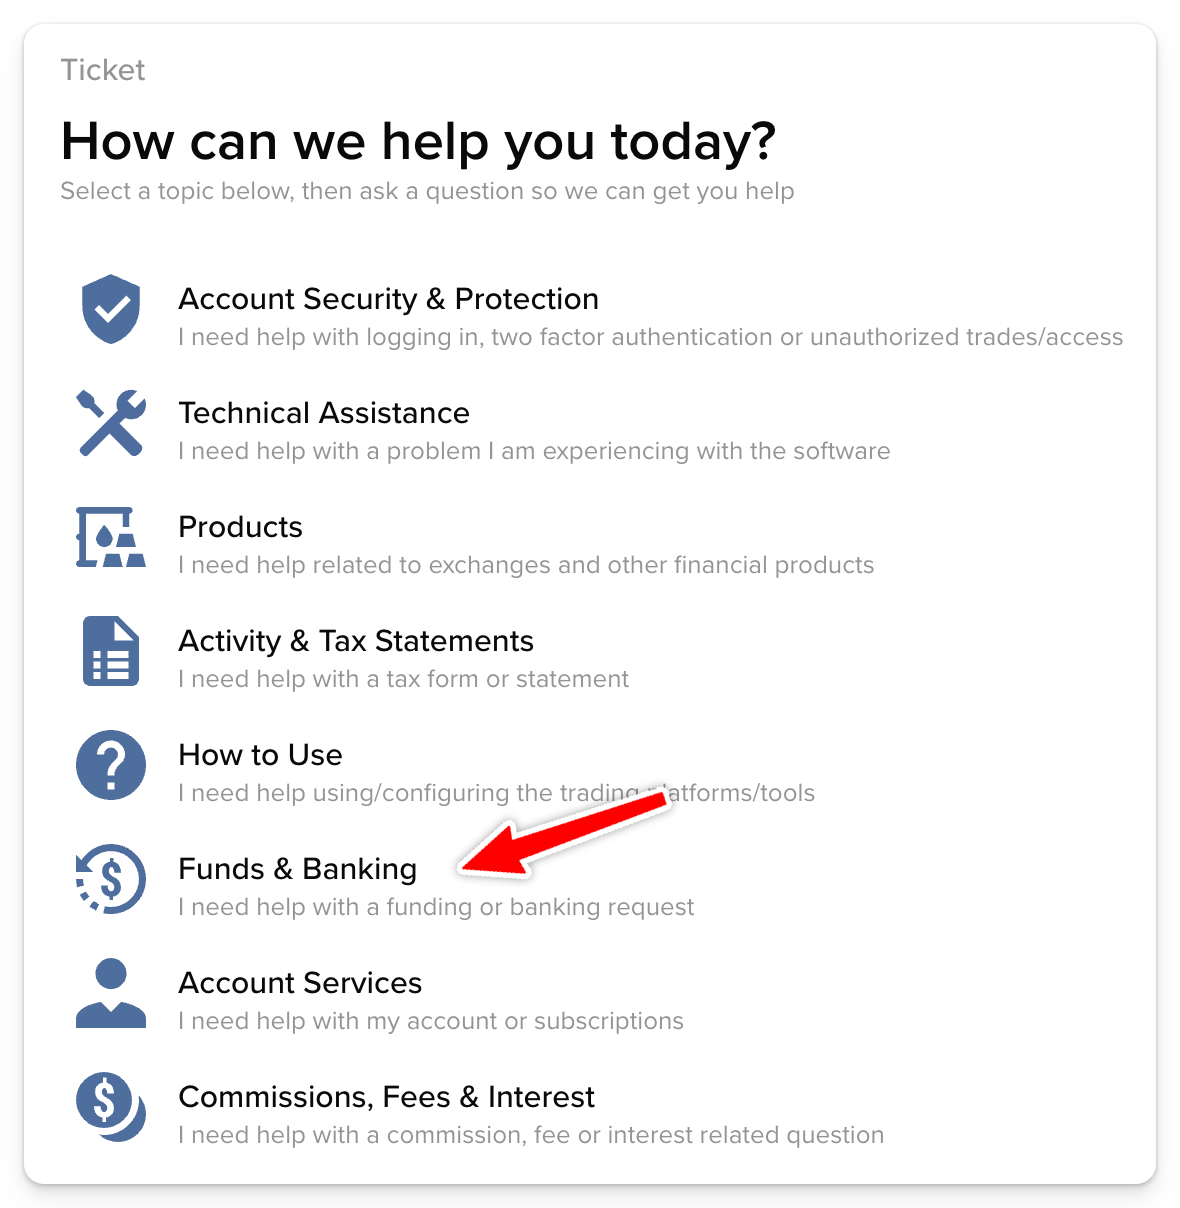 Ticket
How can we help you today?
Select a topic below, then ask a question so we can get you help
Account Security & Protection
I need help with logging in, two factor authentication or unauthorized trades/access
Technical Assistance
I need help with a problem I am experiencing with the software
Products
I need help related to exchanges and other financial products
Activity & Tax Statements
I need help with a tax form or statement
How to Use
I need help using/configuring the trading platforms/tools
Funds & Banking
I need help with a funding or banking request
Account Services
I need help with my account or subscriptions
Commissions, Fees & Interest
I need help with a commission, fee or interest related question